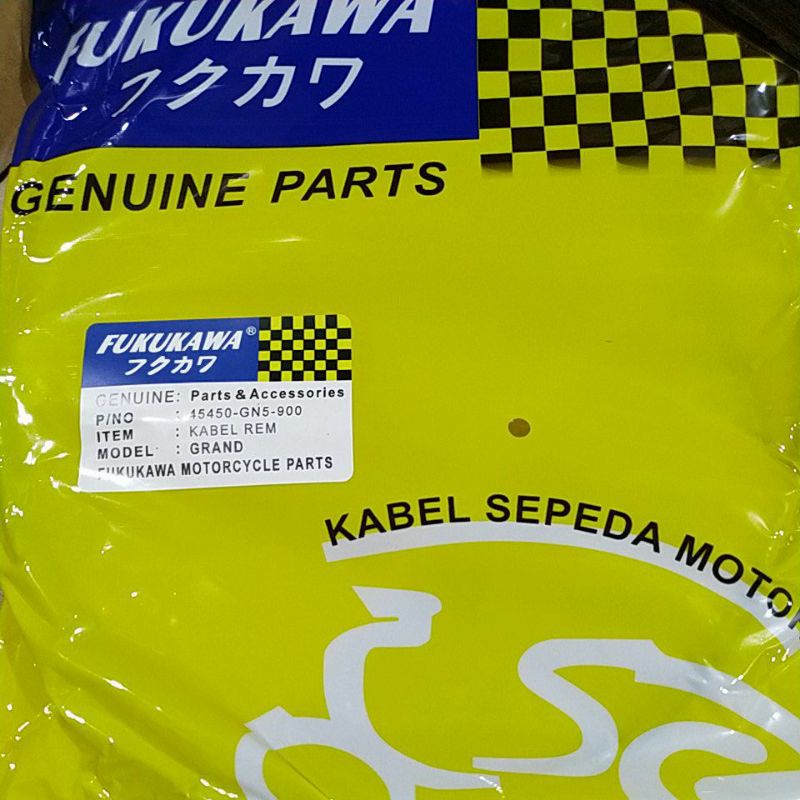 FUKUKAWA
フクカワ
GENUINE PARTS
FUKUKAWA®
フクカワ
GENUINE: Parts & Accessories
P/NO : 45450-GN5-900
ITEM : KABEL REM
MODEL : GRAND
FUKUKAWA MOTORCYCLE PARTS
KABEL SEPEDA MOTOR